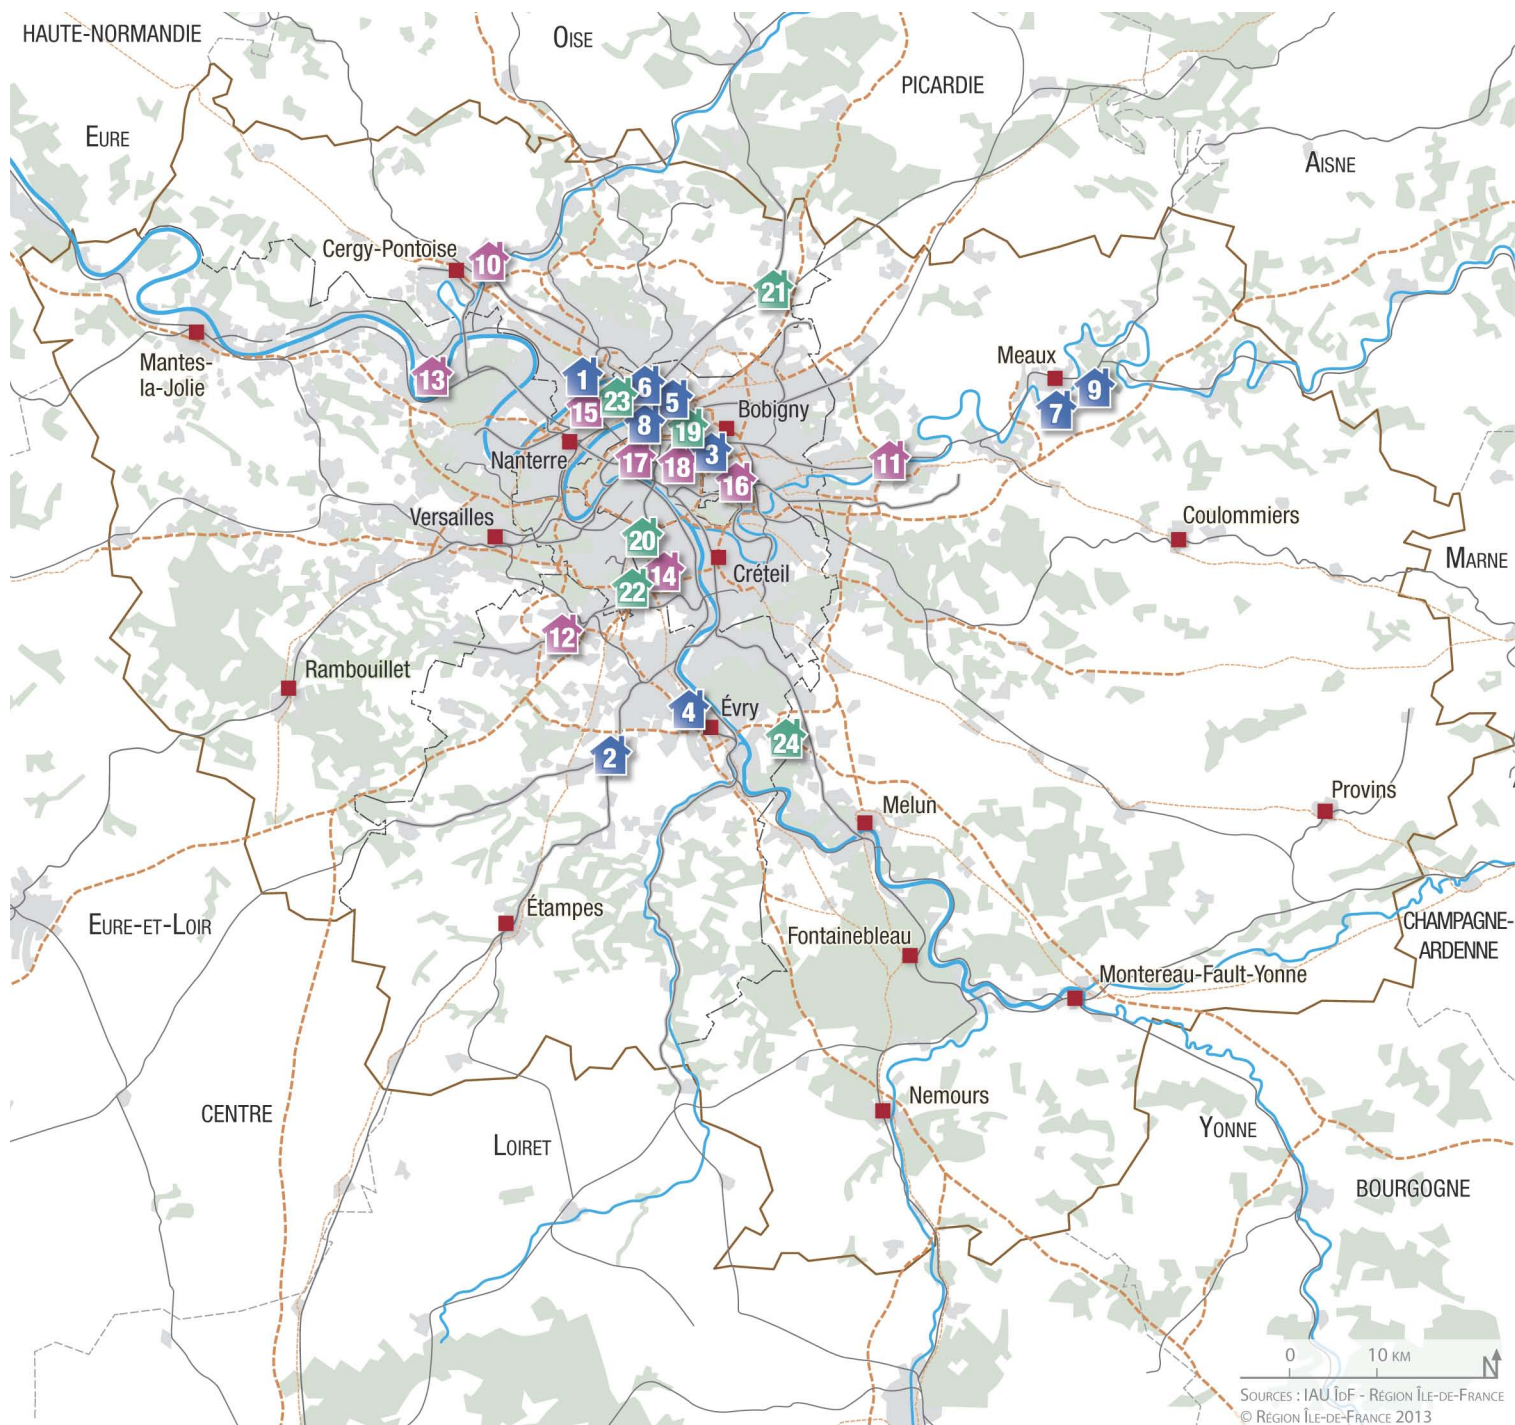 HAUTE-NORMANDIE
OISE
PICARDIE
EURE
AISNE
Cergy-Pontoise
10
21
Mantes-
la-Jolie
13
1
6
5
23
15
8
19
Bobigny
Meaux
9
7
Nanterre
17
18
3
16
11
Versailles
20
14
22
Créteil
Coulommiers
MARNE
12
Rambouillet
4
Évry
24
2
Melun
Provins
EURE-ET-LOIR
Étampes
Fontainebleau
CHAMPAGNE-
ARDENNE
Montereau-Fault-Yonne
CENTRE
Nemours
LOIRET
YONNE
BOURGOGNE
0 10 KM
N
SOURCES : IAU ÎDF - RÉGION ÎLE-DE-FRANCE
© RÉGION ÎLE-DE-FRANCE 2013